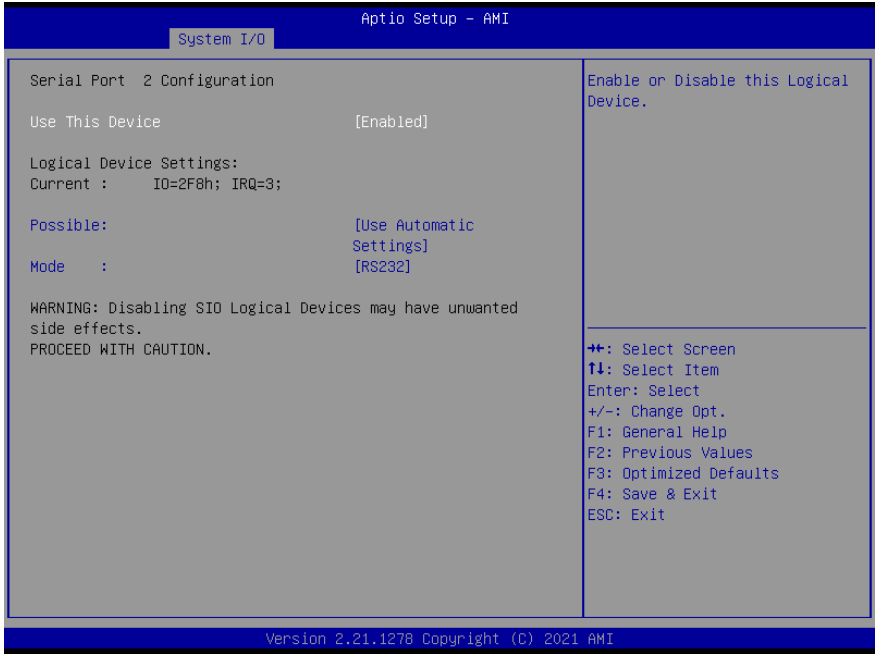 Aptio Setup – AMI
System I/O
Serial Port 2 Configuration
Use This Device [Enabled]
Logical Device Settings:
Current : IO=2F8h; IRQ=3;
Possible: [Use Automatic
Settings]
Mode : [RS232]
WARNING: Disabling SIO Logical Devices may have unwanted
side effects.
PROCEED WITH CAUTION.
Enable or Disable this Logical
Device.
→←: Select Screen
↑↓: Select Item
Enter: Select
+/-: Change Opt.
F1: General Help
F2: Previous Values
F3: Optimized Defaults
F4: Save & Exit
ESC: Exit
Version 2.21.1278 Copyright (C) 2021 AMI